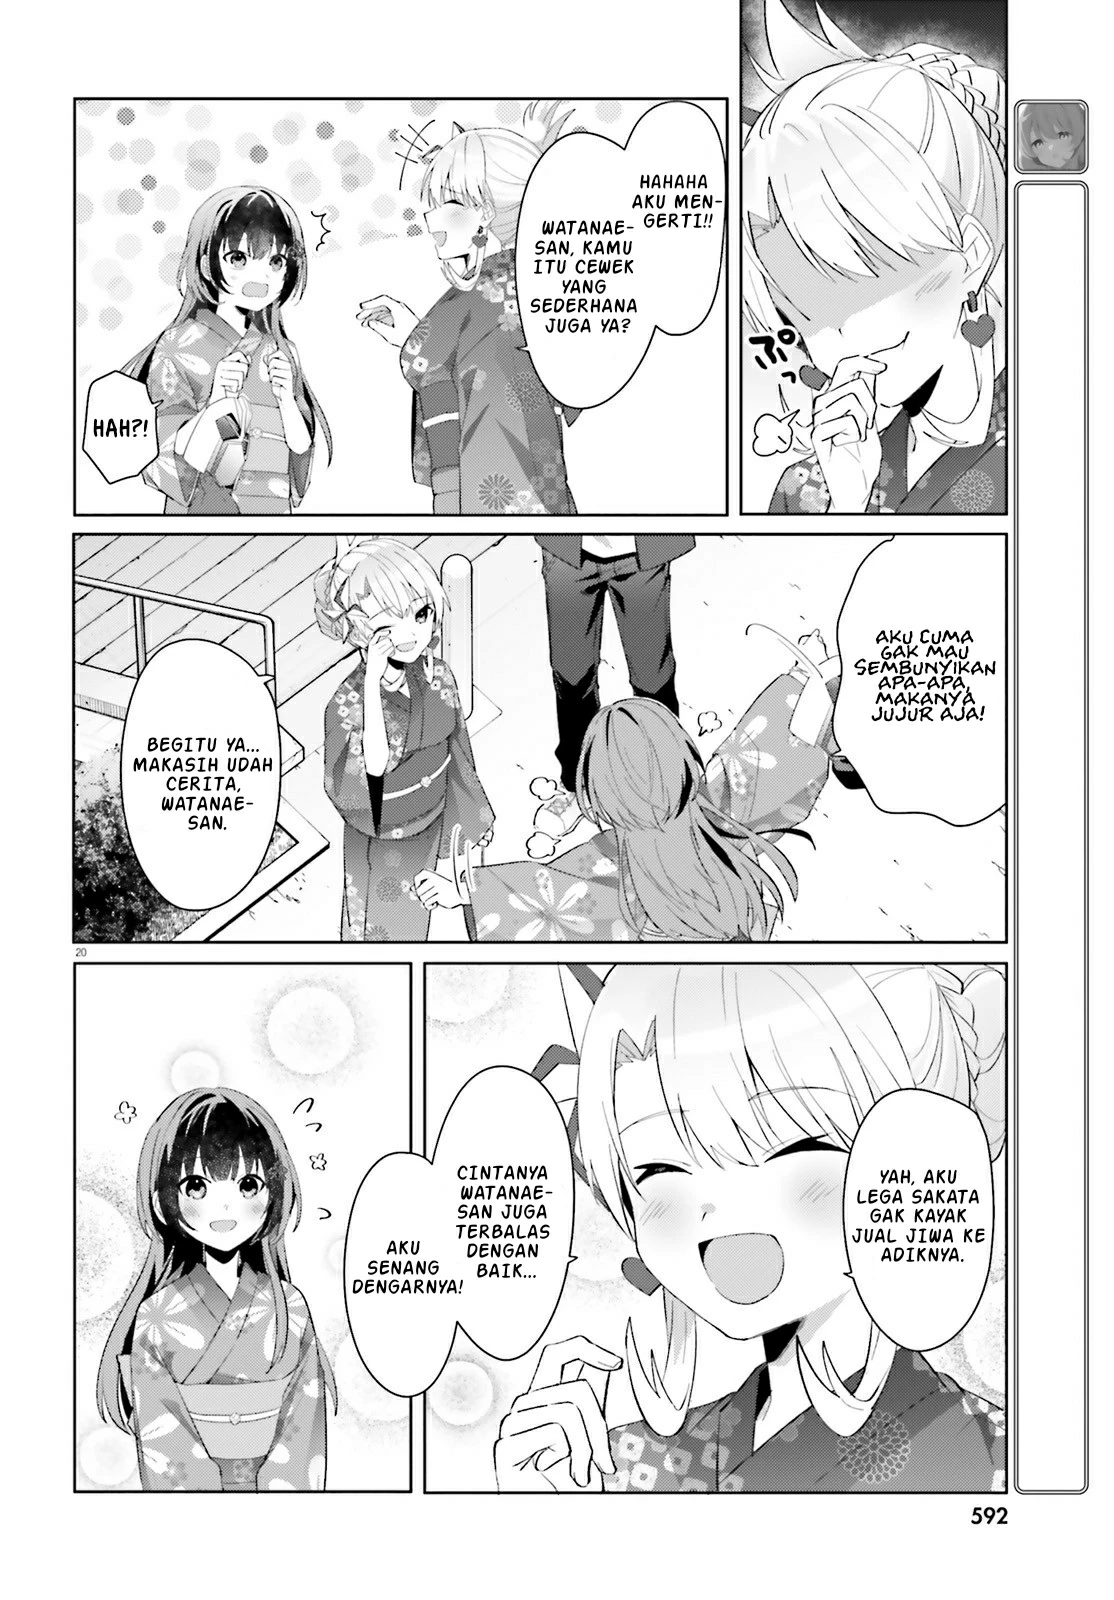 ぷっ
HAHAHA
AKU MEN-
GERTI!!
WATANAE-
SAN, KAMU
ITU CEWEK
YANG
SEDERHANA
JUGA YA?
HAH?!
AKU CUMA
GAK MAU
SEMBUNYIKAN
APA-APA,
MAKANYA
JUJUR AJA!
BEGITU YA...
MAKASIH UDAH
CERITA,
WATANAE-
SAN.
20
YAH, AKU
LEGA SAKATA
GAK KAYAK
JUAL JIWA KE
ADIKNYA.
CINTANYA
WATANAE-
SAN JUGA
TERBALAS
DENGAN
BAIK...
AKU
SENANG
DENGARNYA!
592